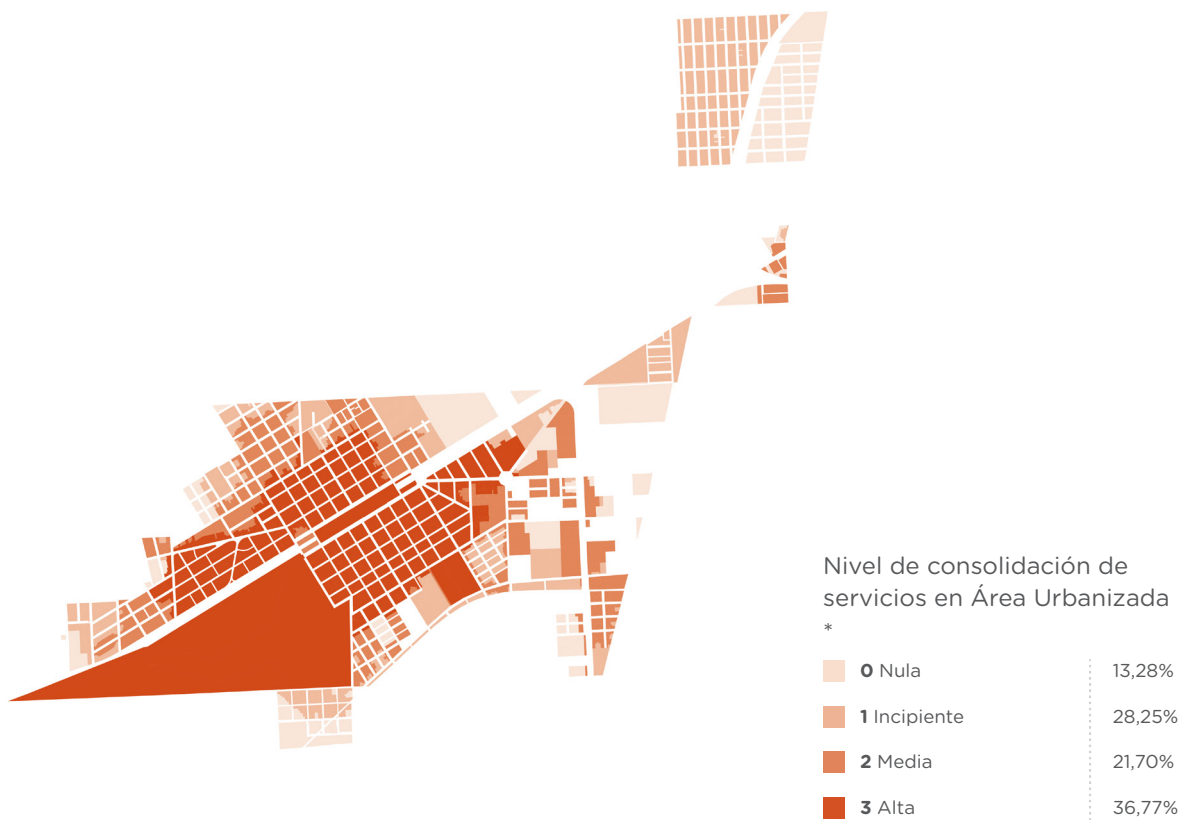 Nivel de consolidación de
servicios en Área Urbanizada
*
0 Nula 13,28%
1 Incipiente 28,25%
2 Media 21,70%
3 Alta 36,77%